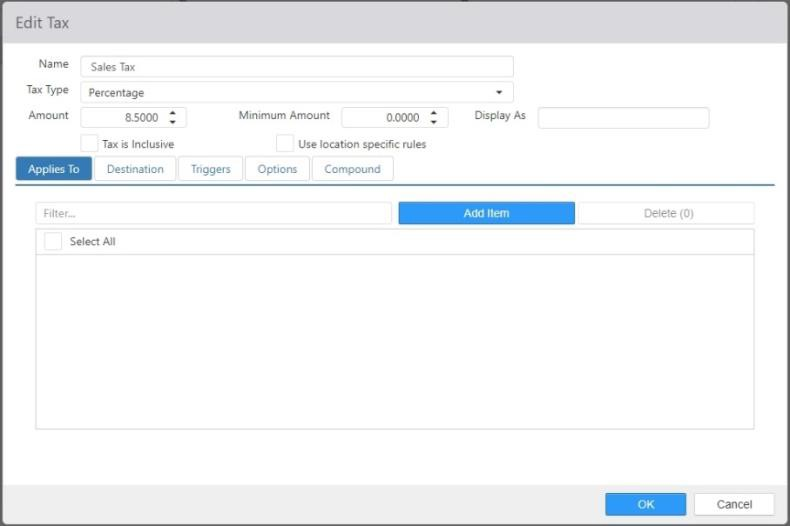 Edit Tax
Name Sales Tax
Tax Type Percentage
Amount 8.5000 Minimum Amount 0.0000 Display As
Tax is Inclusive Use location specific rules
Applies To Destination Triggers Options Compound
Filter... Add Item Delete (0)
Select All
OK Cancel